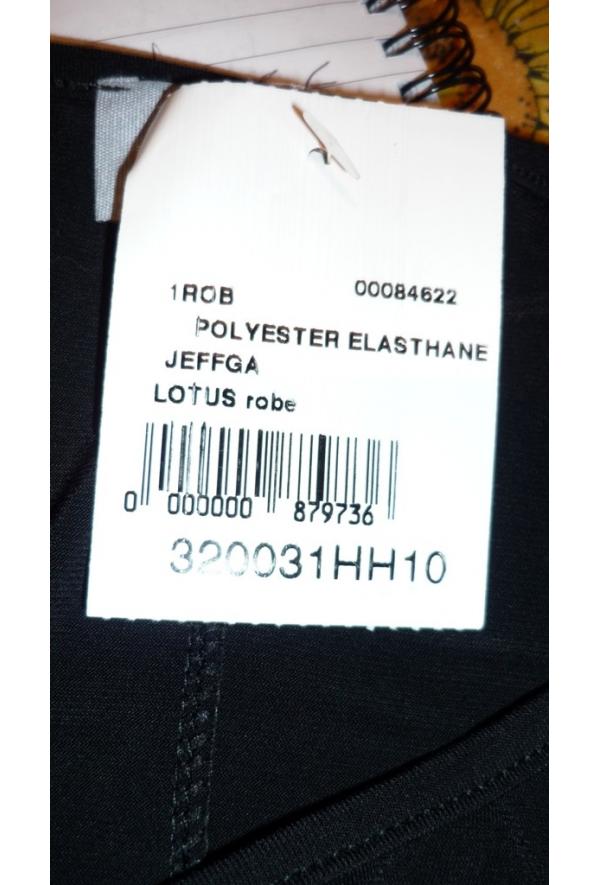 1ROB 00084622
POLYESTER ELASTHANE
JEFFGA
LOTUS robe
0 000000 879736
320031HH10